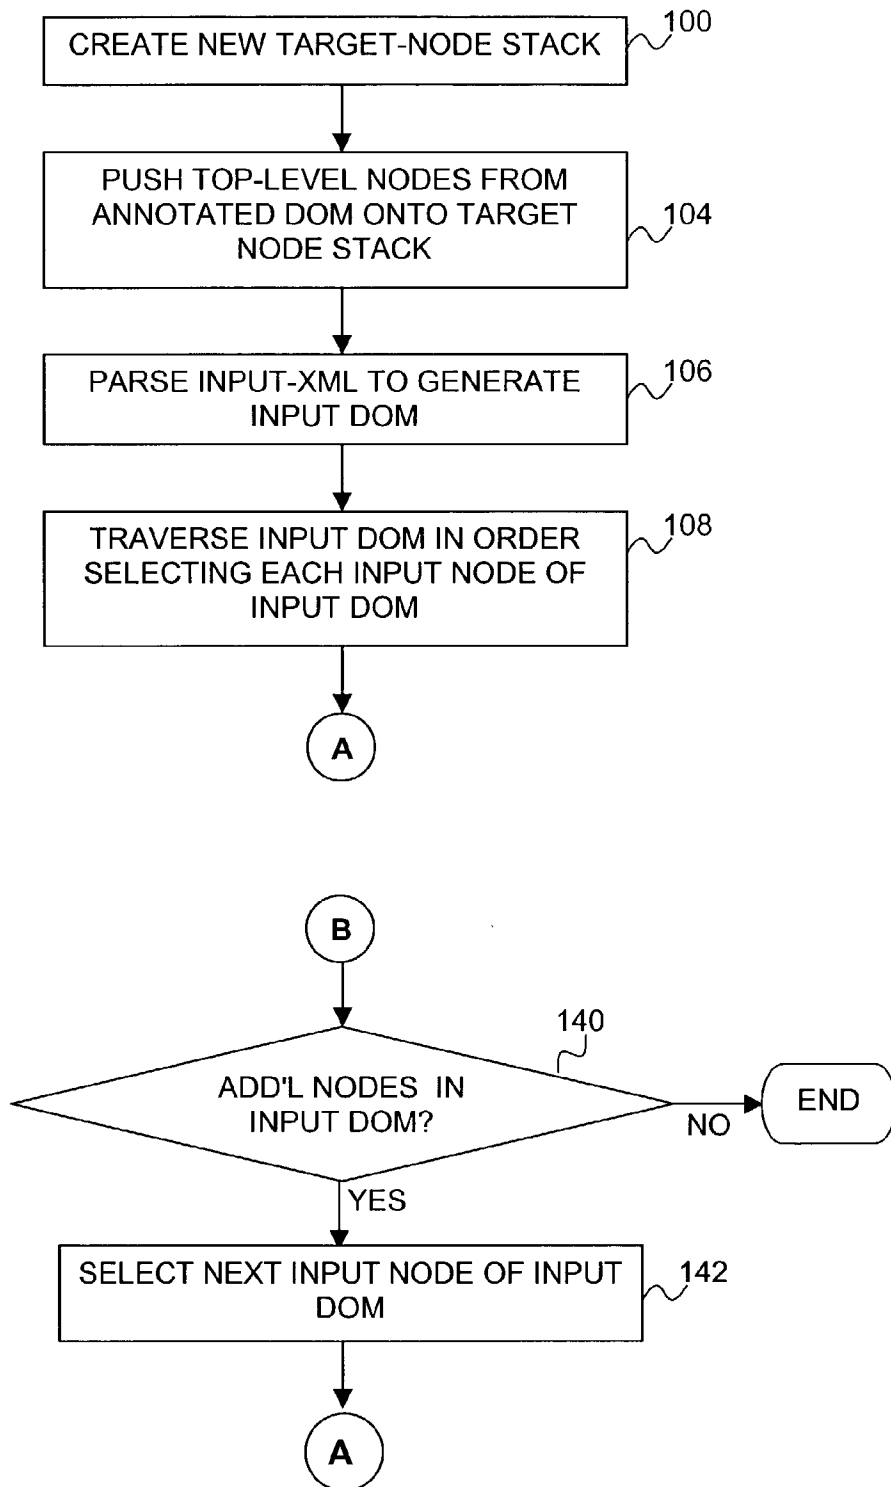 CREATE NEW TARGET-NODE STACK
100
PUSH TOP-LEVEL NODES FROM
ANNOTATED DOM ONTO TARGET
NODE STACK
104
PARSE INPUT-XML TO GENERATE
INPUT DOM
106
TRAVERSE INPUT DOM IN ORDER
SELECTING EACH INPUT NODE OF
INPUT DOM
108
A
B
140
ADD'L NODES IN
INPUT DOM?
NO
END
YES
SELECT NEXT INPUT NODE OF INPUT
DOM
142
A